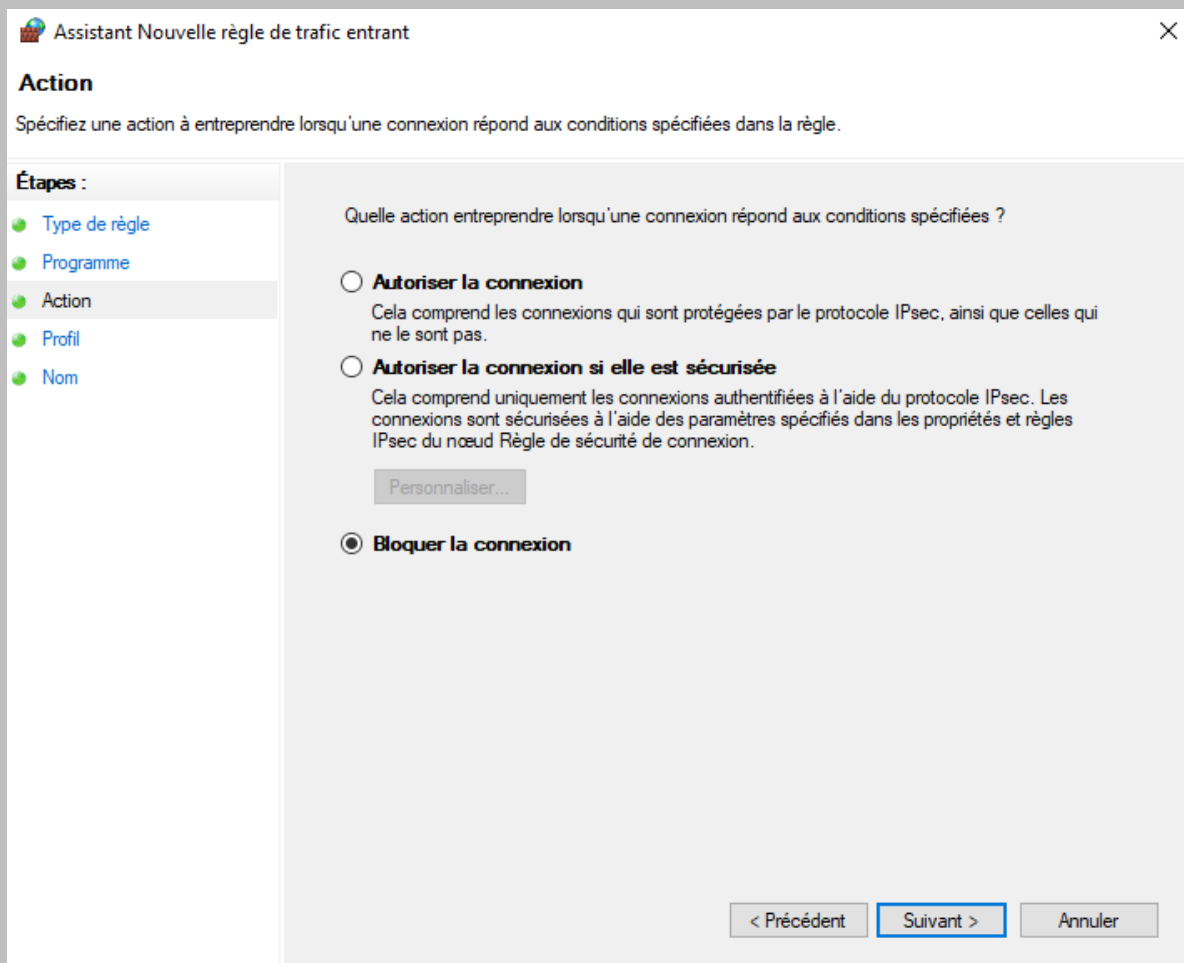 Assistant Nouvelle règle de trafic entrant
Action
Spécifiez une action à entreprendre lorsqu'une connexion répond aux conditions spécifiées dans la règle.
Étapes :
Type de règle
Programme
Action
Profil
Nom
Quelle action entreprendre lorsqu'une connexion répond aux conditions spécifiées ?
Autoriser la connexion
Cela comprend les connexions qui sont protégées par le protocole IPsec, ainsi que celles qui
ne le sont pas.
Autoriser la connexion si elle est sécurisée
Cela comprend uniquement les connexions authentifiées à l'aide du protocole IPsec. Les
connexions sont sécurisées à l'aide des paramètres spécifiés dans les propriétés et règles
IPsec du nœud Règle de sécurité de connexion.
Personnaliser...
Bloquer la connexion
< Précédent
Suivant >
Annuler